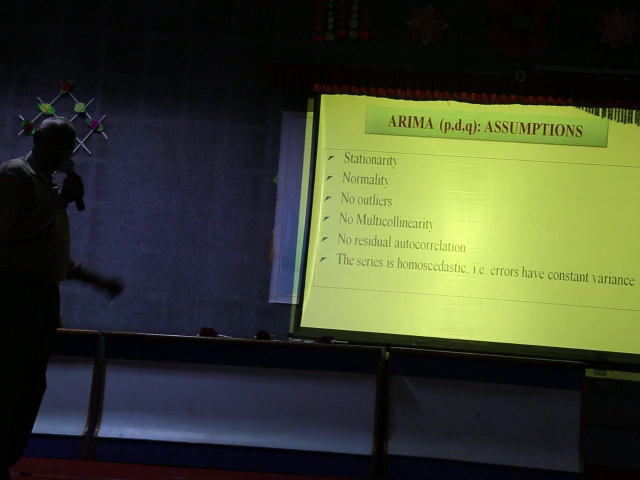 ARIMA (p,d,q): ASSUMPTIONS
Stationarity
Normality
No outliers
No Multicollinearity
No residual autocorrelation
The series is homoscedastic. i.e. errors have constant variance